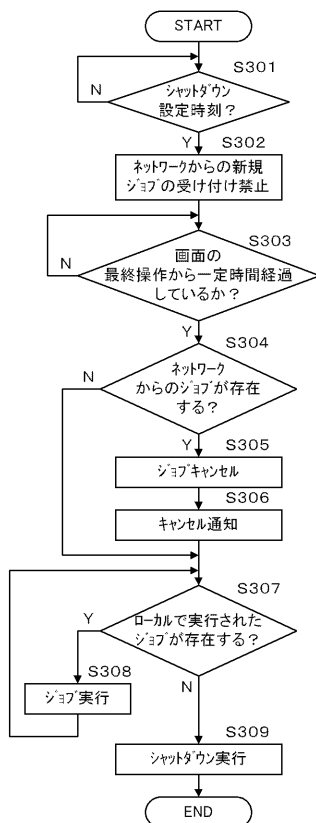 START
S301
N
シャットダウン
設定時刻？
Y
S302
ネットワークからの新規
ジョブの受け付け禁止
S303
画面の
最終操作から一定時間経過
しているか？
N
Y
S304
N
ネットワーク
からのジョブが存在
する？
Y
S305
ジョブキャンセル
S306
キャンセル通知
S307
Y
ローカルで実行された
ジョブが存在する？
S308
ジョブ実行
N
S309
シャットダウン実行
END